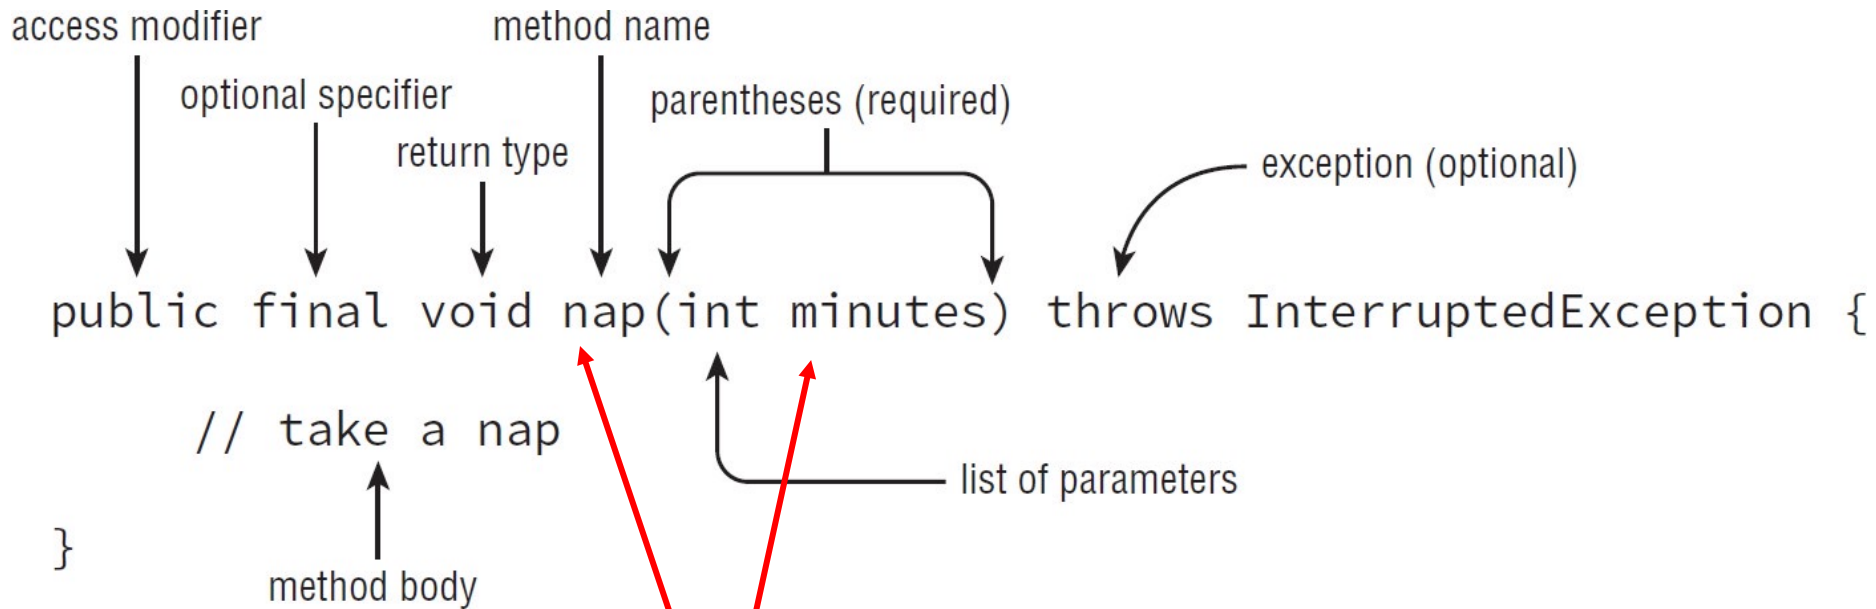 access modifier
method name
optional specifier
parentheses (required)
return type
exception (optional)
public final void nap(int minutes) throws InterruptedException {
// take a nap
list of parameters
}
method body